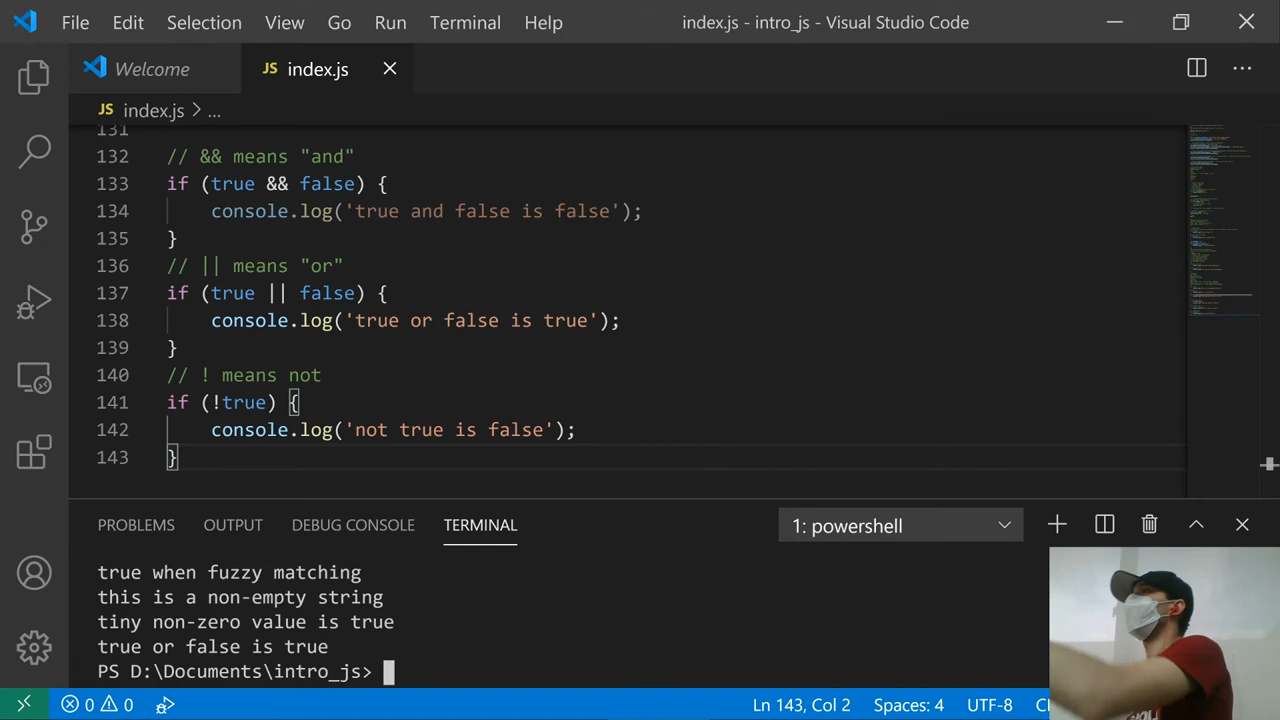 File Edit Selection View Go Run Terminal Help index.js - intro_js - Visual Studio Code
Welcome JS index.js
JS index.js > ...
131
132 // && means "and"
133 if (true && false) {
134 console.log('true and false is false');
135 }
136 // || means "or"
137 if (true || false) {
138 console.log('true or false is true');
139 }
140 // ! means not
141 if (!true) {
142 console.log('not true is false');
143 }
PROBLEMS OUTPUT DEBUG CONSOLE TERMINAL 1: powershell
true when fuzzy matching
this is a non-empty string
tiny non-zero value is true
true or false is true
PS D:\Documents\intro_js>
0 0 Ln 143, Col 2 Spaces: 4 UTF-8